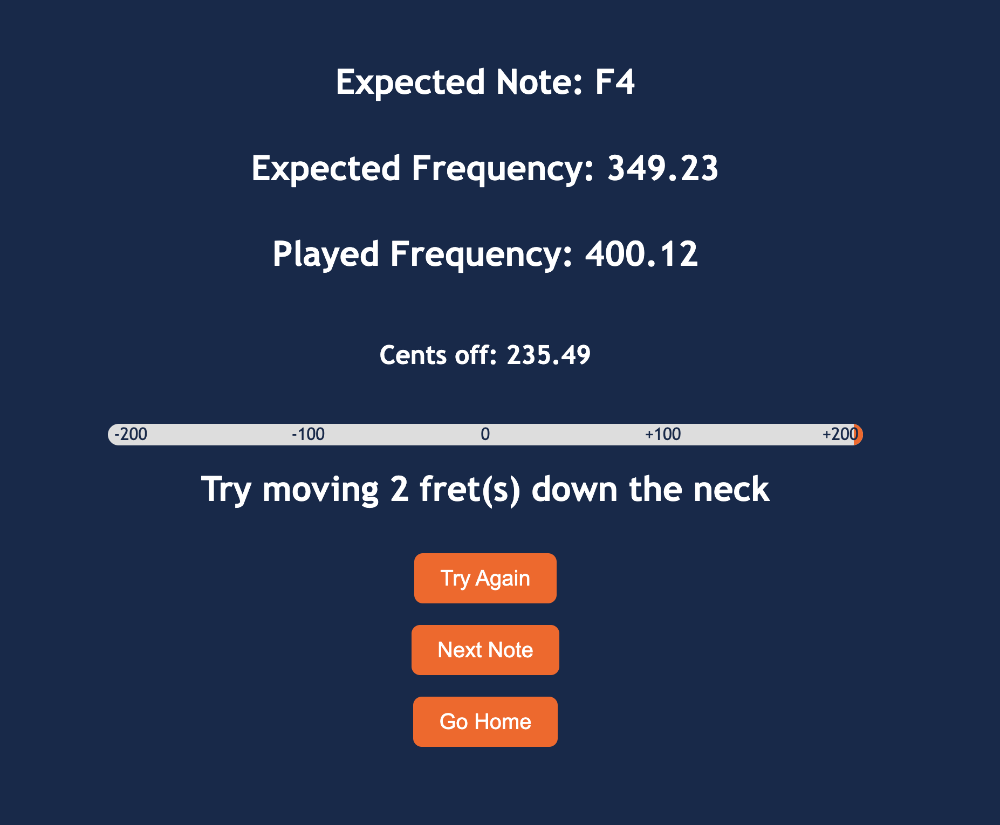 Expected Note: F4
Expected Frequency: 349.23
Played Frequency: 400.12
Cents off: 235.49
-200 -100 0 +100 +200
Try moving 2 fret(s) down the neck
Try Again
Next Note
Go Home